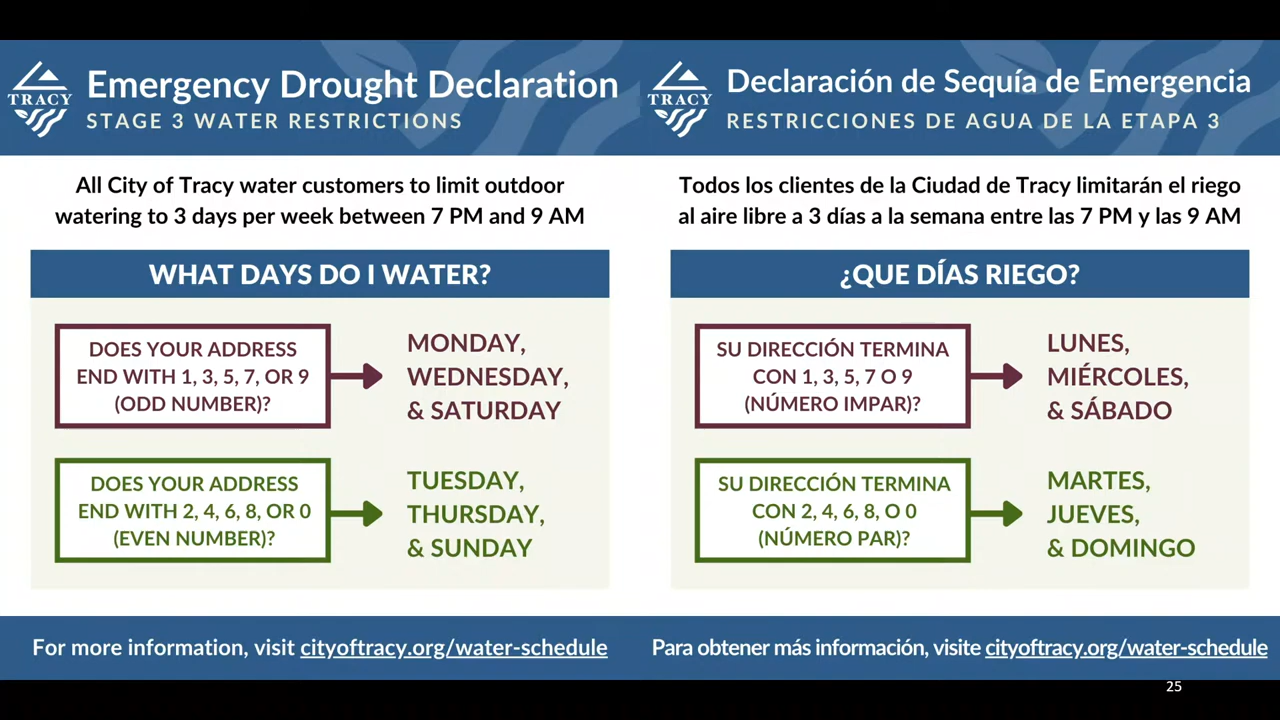 TRACY
Emergency Drought Declaration
STAGE 3 WATER RESTRICTIONS
All City of Tracy water customers to limit outdoor
watering to 3 days per week between 7 PM and 9 AM
WHAT DAYS DO I WATER?
DOES YOUR ADDRESS
END WITH 1, 3, 5, 7, OR 9
(ODD NUMBER)?
MONDAY,
WEDNESDAY,
& SATURDAY
DOES YOUR ADDRESS
END WITH 2, 4, 6, 8, OR 0
(EVEN NUMBER)?
TUESDAY,
THURSDAY,
& SUNDAY
For more information, visit cityoftracy.org/water-schedule
TRACY
Declaración de Sequía de Emergencia
RESTRICCIONES DE AGUA DE LA ETAPA 3
Todos los clientes de la Ciudad de Tracy limitarán el riego
al aire libre a 3 días a la semana entre las 7 PM y las 9 AM
¿QUE DÍAS RIEGO?
SU DIRECCIÓN TERMINA
CON 1, 3, 5, 7 O 9
(NÚMERO IMPAR)?
LUNES,
MIÉRCOLES,
& SÁBADO
SU DIRECCIÓN TERMINA
CON 2, 4, 6, 8, O 0
(NÚMERO PAR)?
MARTES,
JUEVES,
& DOMINGO
Para obtener más información, visite cityoftracy.org/water-schedule
25